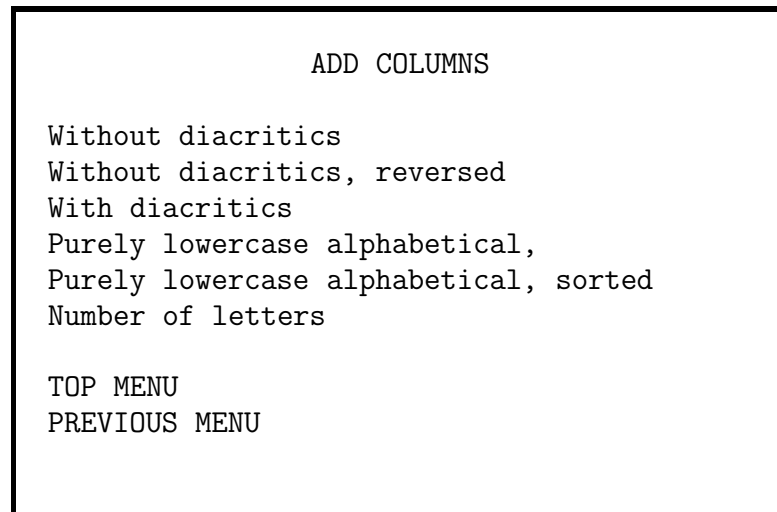 ADD COLUMNS
Without diacritics
Without diacritics, reversed
With diacritics
Purely lowercase alphabetical,
Purely lowercase alphabetical, sorted
Number of letters
TOP MENU
PREVIOUS MENU